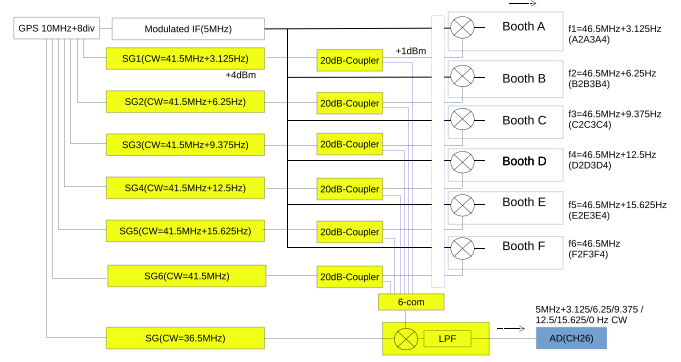 GPS 10MHz+8div
Modulated IF(5MHz)
Booth A
f1=46.5MHz+3.125Hz
(A2A3A4)
SG1(CW=41.5MHz+3.125Hz)
20dB-Coupler
+1dBm
+4dBm
Booth B
f2=46.5MHz+6.25Hz
(B2B3B4)
SG2(CW=41.5MHz+6.25Hz)
20dB-Coupler
Booth C
f3=46.5MHz+9.375Hz
(C2C3C4)
SG3(CW=41.5MHz+9.375Hz)
20dB-Coupler
Booth D
f4=46.5MHz+12.5Hz
(D2D3D4)
SG4(CW=41.5MHz+12.5Hz)
20dB-Coupler
Booth E
f5=46.5MHz+15.625Hz
(E2E3E4)
SG5(CW=41.5MHz+15.625Hz)
20dB-Coupler
Booth F
f6=46.5MHz
(F2F3F4)
SG6(CW=41.5MHz)
20dB-Coupler
6-com
5MHz+3.125/6.25/9.375 /
12.5/15.625/0 Hz CW
SG(CW=36.5MHz)
LPF
AD(CH26)